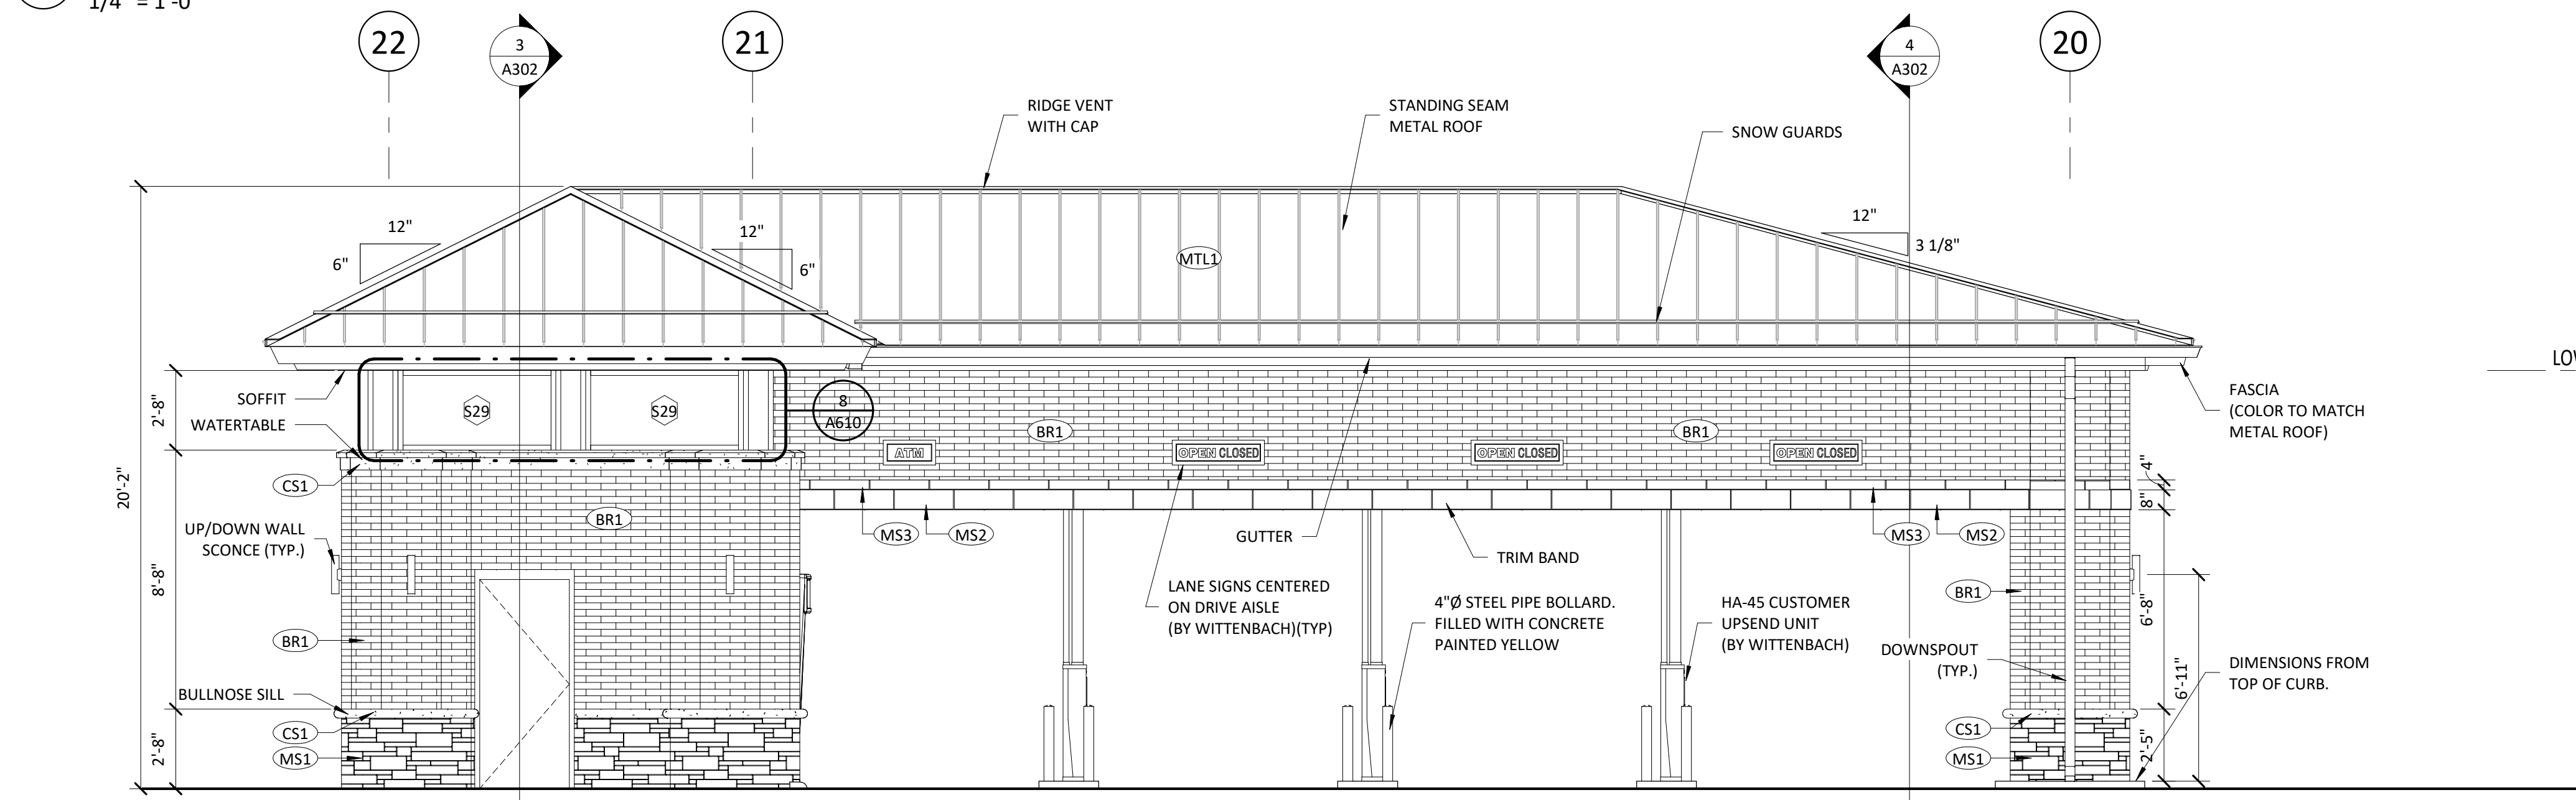 1/4" = 1'-0"
22
3
A302
21
4
A302
20
RIDGE VENT
WITH CAP
STANDING SEAM
METAL ROOF
SNOW GUARDS
12"
6"
12"
6"
MTL1
12"
3 1/8"
20'-2"
2'-8"
8'-8"
2'-8"
SOFFIT
WATERTABLE
CS1
UP/DOWN WALL
SCONCE (TYP.)
BR1
BULLNOSE SILL
CS1
MS1
S29
S29
8
A610
BR1
BR1
BR1
ATM
OPEN CLOSED
OPEN CLOSED
OPEN CLOSED
MS3
MS2
GUTTER
TRIM BAND
MS3
MS2
LANE SIGNS CENTERED
ON DRIVE AISLE
(BY WITTENBACH)(TYP)
4"Ø STEEL PIPE BOLLARD.
FILLED WITH CONCRETE
PAINTED YELLOW
HA-45 CUSTOMER
UPSEND UNIT
(BY WITTENBACH)
BR1
DOWNSPOUT
(TYP.)
CS1
MS1
FASCIA
(COLOR TO MATCH
METAL ROOF)
4"
8"
6'-8"
6'-11"
2'-5"
DIMENSIONS FROM
TOP OF CURB.